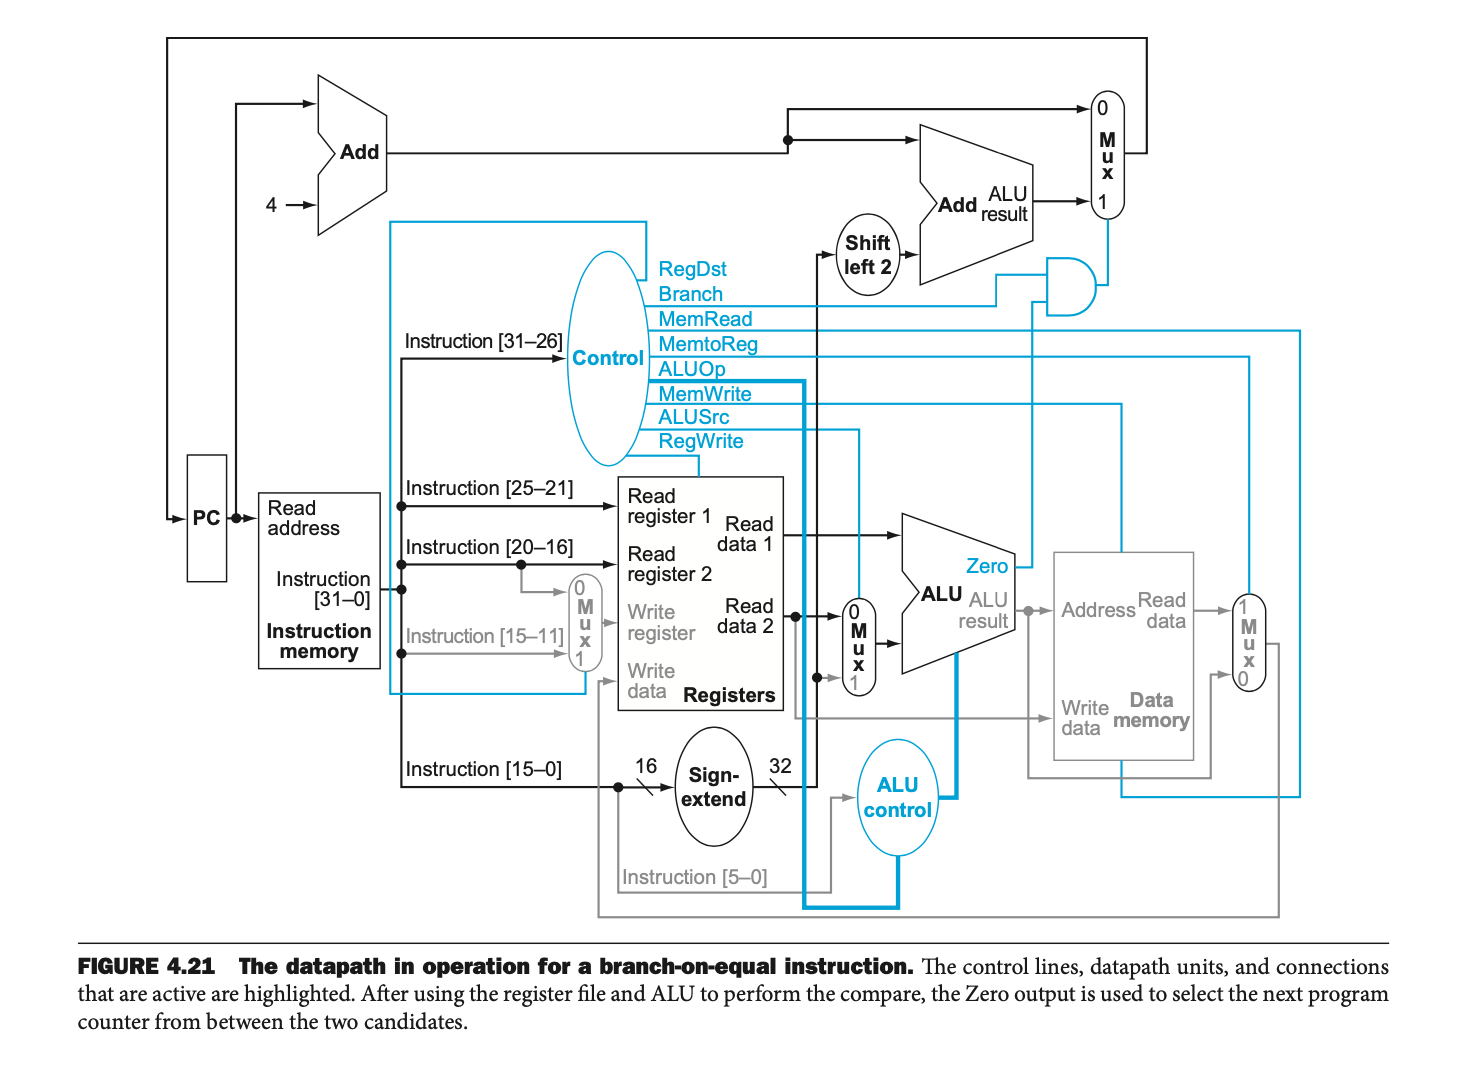 0
M
u
x
1
Add
4
Add
ALU
result
Shift
left 2
RegDst
Branch
MemRead
MemtoReg
ALUOp
MemWrite
ALUSrc
RegWrite
Instruction [31–26]
Control
PC
Read
address
Instruction
[31–0]
Instruction
memory
Instruction [25–21]
Instruction [20–16]
Instruction [15–11]
0
M
u
x
1
Read
register 1
Read
register 2
Write
register
Write
data
Read
data 1
Read
data 2
Registers
0
M
u
x
1
Zero
ALU
ALU
result
Address
Read
data
Write
data
Data
memory
1
M
u
x
0
Instruction [15–0]
16
Sign-
extend
32
ALU
control
Instruction [5–0]
FIGURE 4.21 The datapath in operation for a branch-on-equal instruction. The control lines, datapath units, and connections
that are active are highlighted. After using the register file and ALU to perform the compare, the Zero output is used to select the next program
counter from between the two candidates.